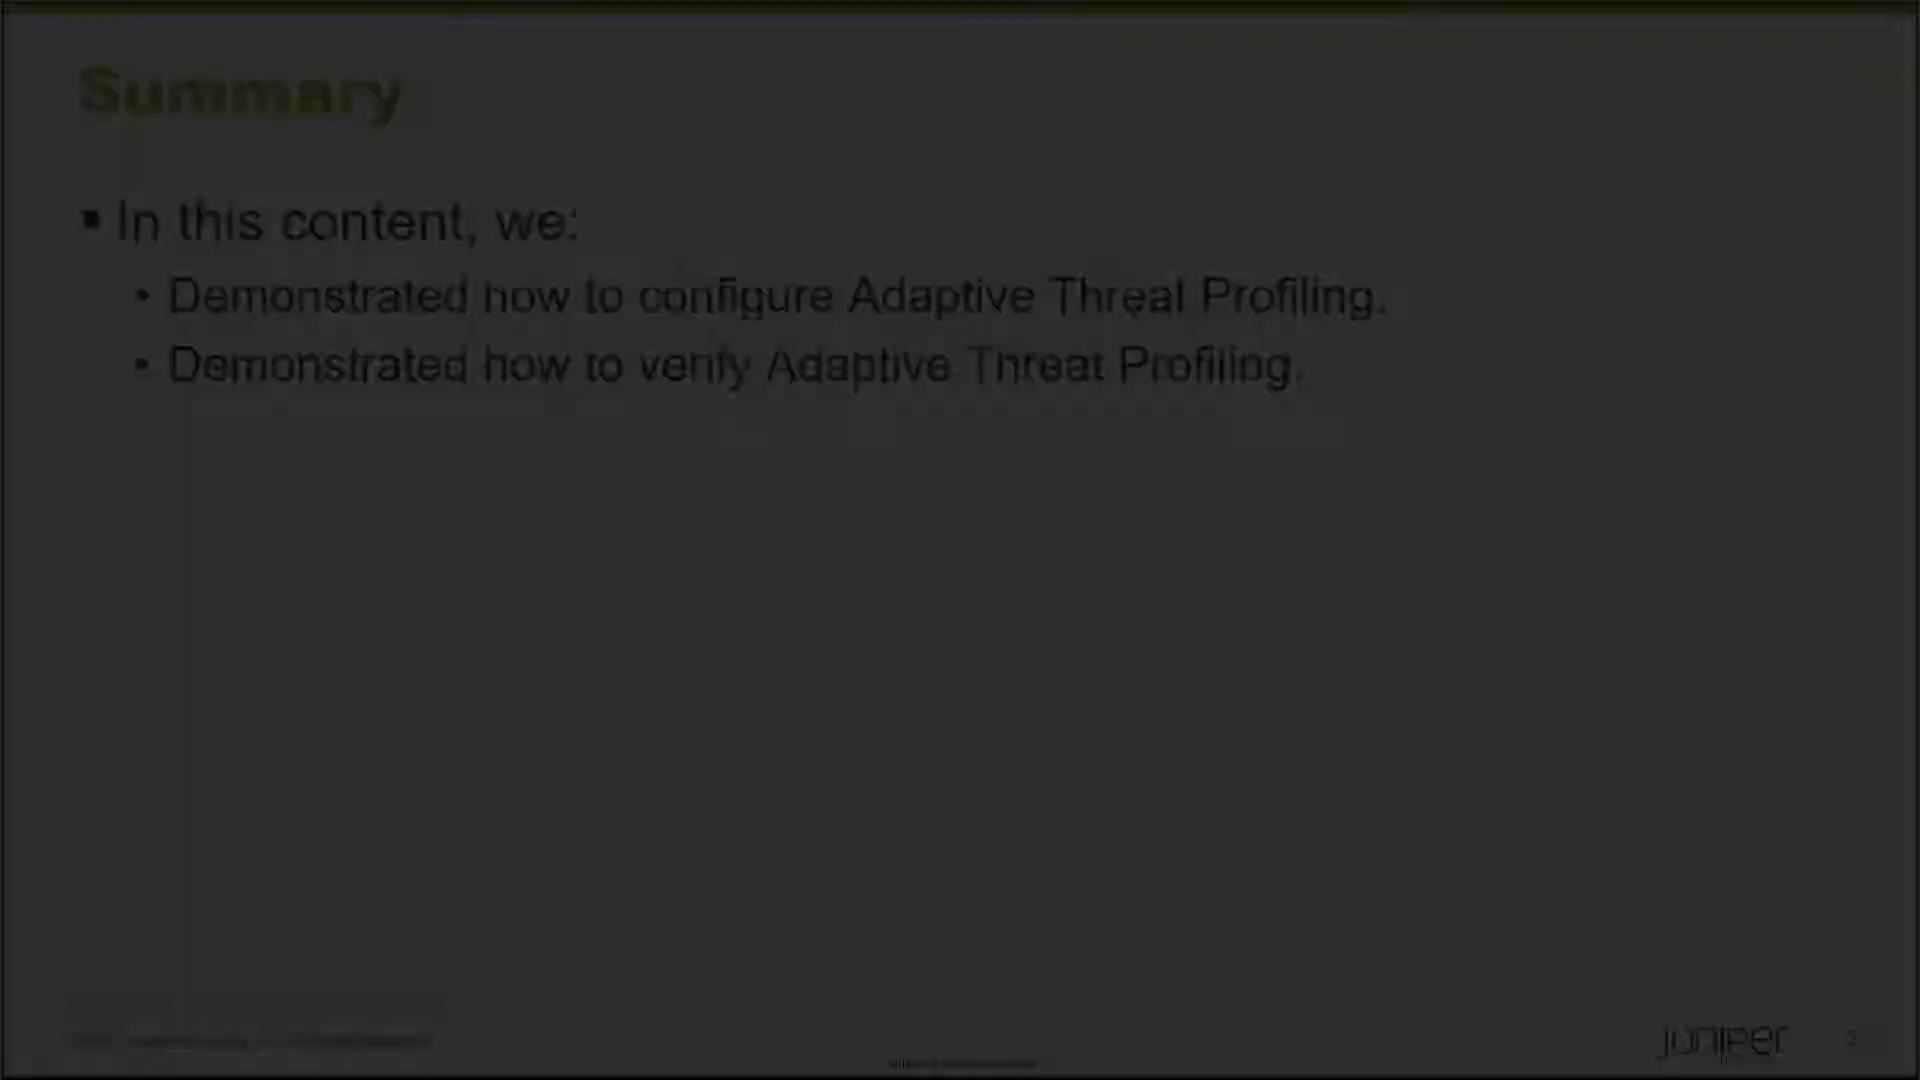 Summary
▪ In this content, we:
• Demonstrated how to configure Adaptive Threat Profiling.
• Demonstrated how to verify Adaptive Threat Profiling.
juniper